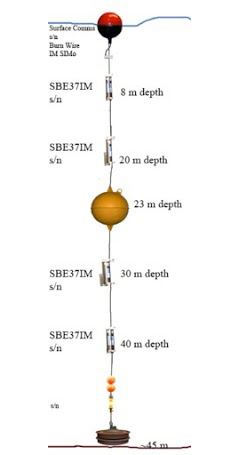 Surface Comms
s/n
Burn Wire
IM SIMo
SBE37IM
s/n
8 m depth
SBE37IM
s/n
20 m depth
23 m depth
SBE37IM
s/n
30 m depth
SBE37IM
s/n
40 m depth
s/n
~45 m